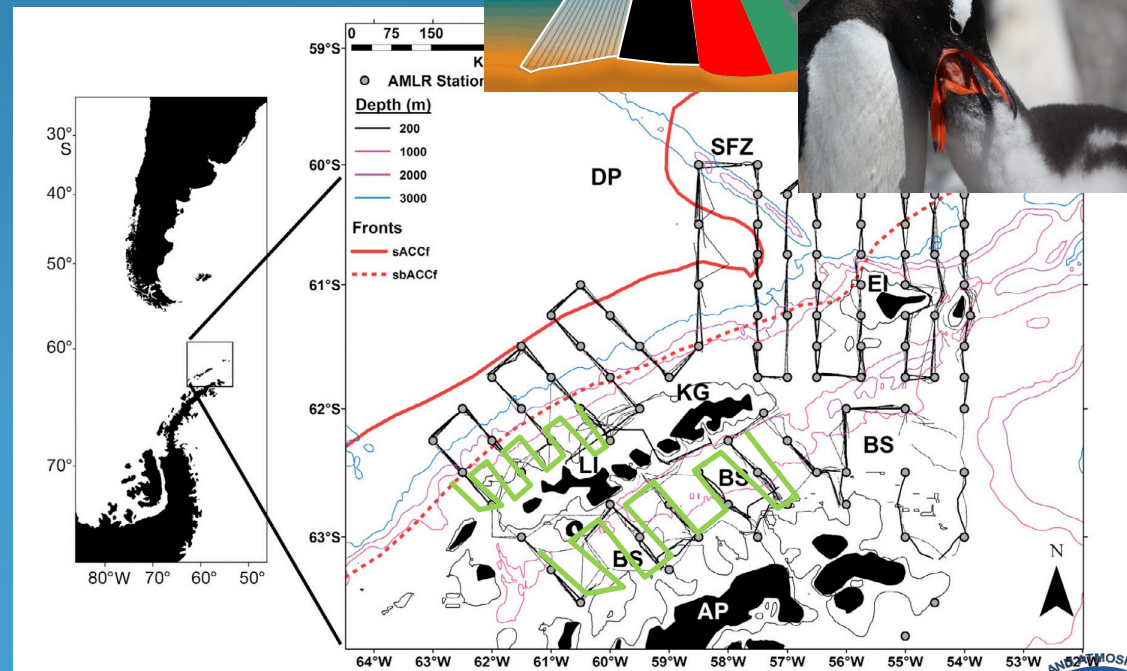 30°
S
40°
50°
60°
70°
80°W 70° 60° 50°
59°S
60°S
61°S
62°S
63°S
0 75 150
K
AMLR Station
Depth (m)
200
1000
2000
3000
Fronts
sACCf
sbACCf
DP
SFZ
EI
KG
LI
BS
BS
BS
AP
N
64°W 63°W 62°W 61°W 60°W 59°W 58°W 57°W 56°W 55°W 54°W 53°W
AND ATMOS